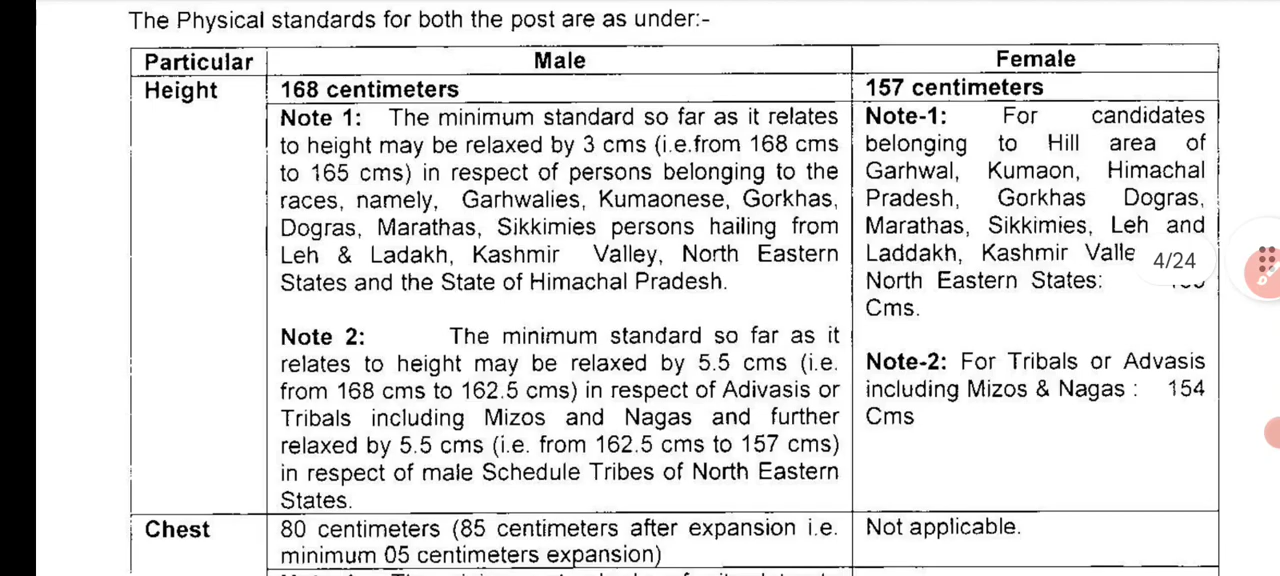 The Physical standards for both the post are as under:-
Particular
Male
Female
Height
168 centimeters
157 centimeters
Note 1: The minimum standard so far as it relates
to height may be relaxed by 3 cms (i.e.from 168 cms
to 165 cms) in respect of persons belonging to the
races, namely, Garhwalies, Kumaonese, Gorkhas,
Dogras, Marathas, Sikkimies persons hailing from
Leh & Ladakh, Kashmir Valley, North Eastern
States and the State of Himachal Pradesh.
Note 2: The minimum standard so far as it
relates to height may be relaxed by 5.5 cms (i.e.
from 168 cms to 162.5 cms) in respect of Adivasis or
Tribals including Mizos and Nagas and further
relaxed by 5.5 cms (i.e. from 162.5 cms to 157 cms)
in respect of male Schedule Tribes of North Eastern
States.
Note-1: For candidates
belonging to Hill area of
Garhwal, Kumaon, Himachal
Pradesh, Gorkhas Dogras,
Marathas, Sikkimies, Leh and
Laddakh, Kashmir Valle
North Eastern States:
Cms.
Note-2: For Tribals or Advasis
including Mizos & Nagas : 154
Cms
4/24
Chest
80 centimeters (85 centimeters after expansion i.e.
minimum 05 centimeters expansion)
Not applicable.